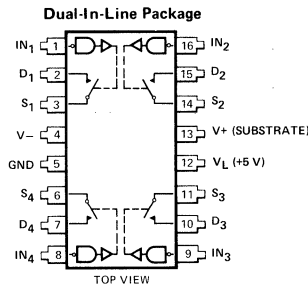 Dual-In-Line Package
IN1 1 16 IN2
D1 2 15 D2
S1 3 14 S2
V– 4 13 V+ (SUBSTRATE)
GND 5 12 VL (+5 V)
S4 6 11 S3
D4 7 10 D3
IN4 8 9 IN3
TOP VIEW